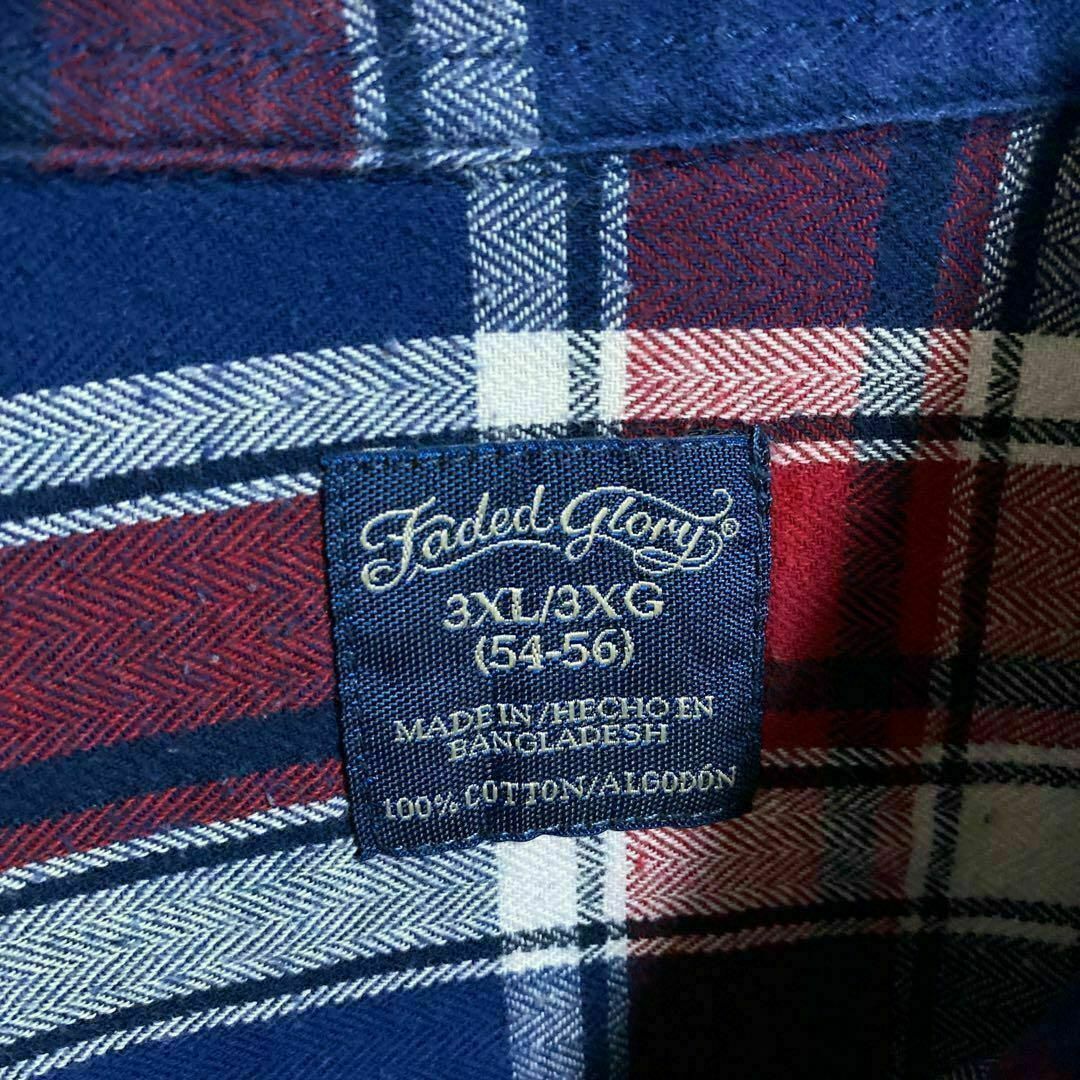 Faded Glory®
3XL/3XG
(54-56)
MADE IN/HECHO EN
BANGLADESH
100% COTTON/ALGODÓN